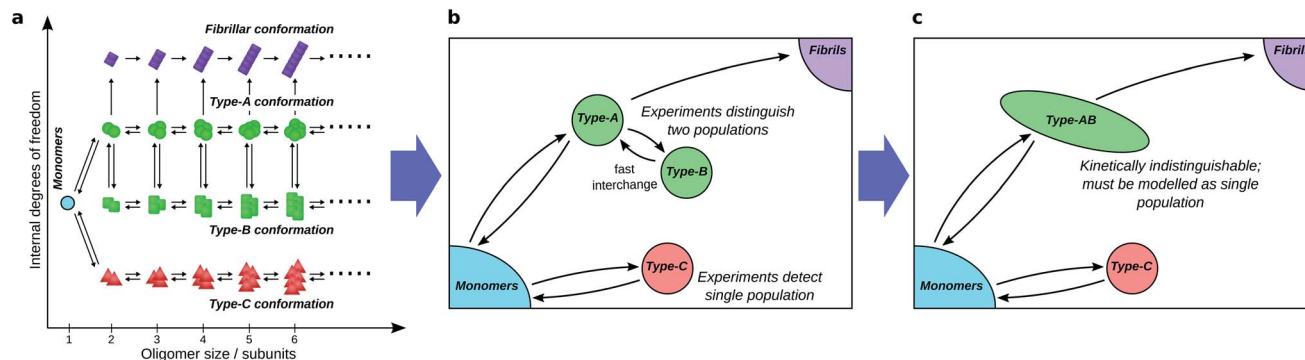 a
Internal degrees of freedom
Monomers
Fibrillar conformation
Type-A conformation
Type-B conformation
Type-C conformation
1 2 3 4 5 6
Oligomer size / subunits
b
Fibrils
Type-A
Experiments distinguish
two populations
fast
interchange
Type-B
Monomers
Type-C
Experiments detect
single population
c
Fibril
Type-AB
Kinetically indistinguishable;
must be modelled as single
population
Monomers
Type-C